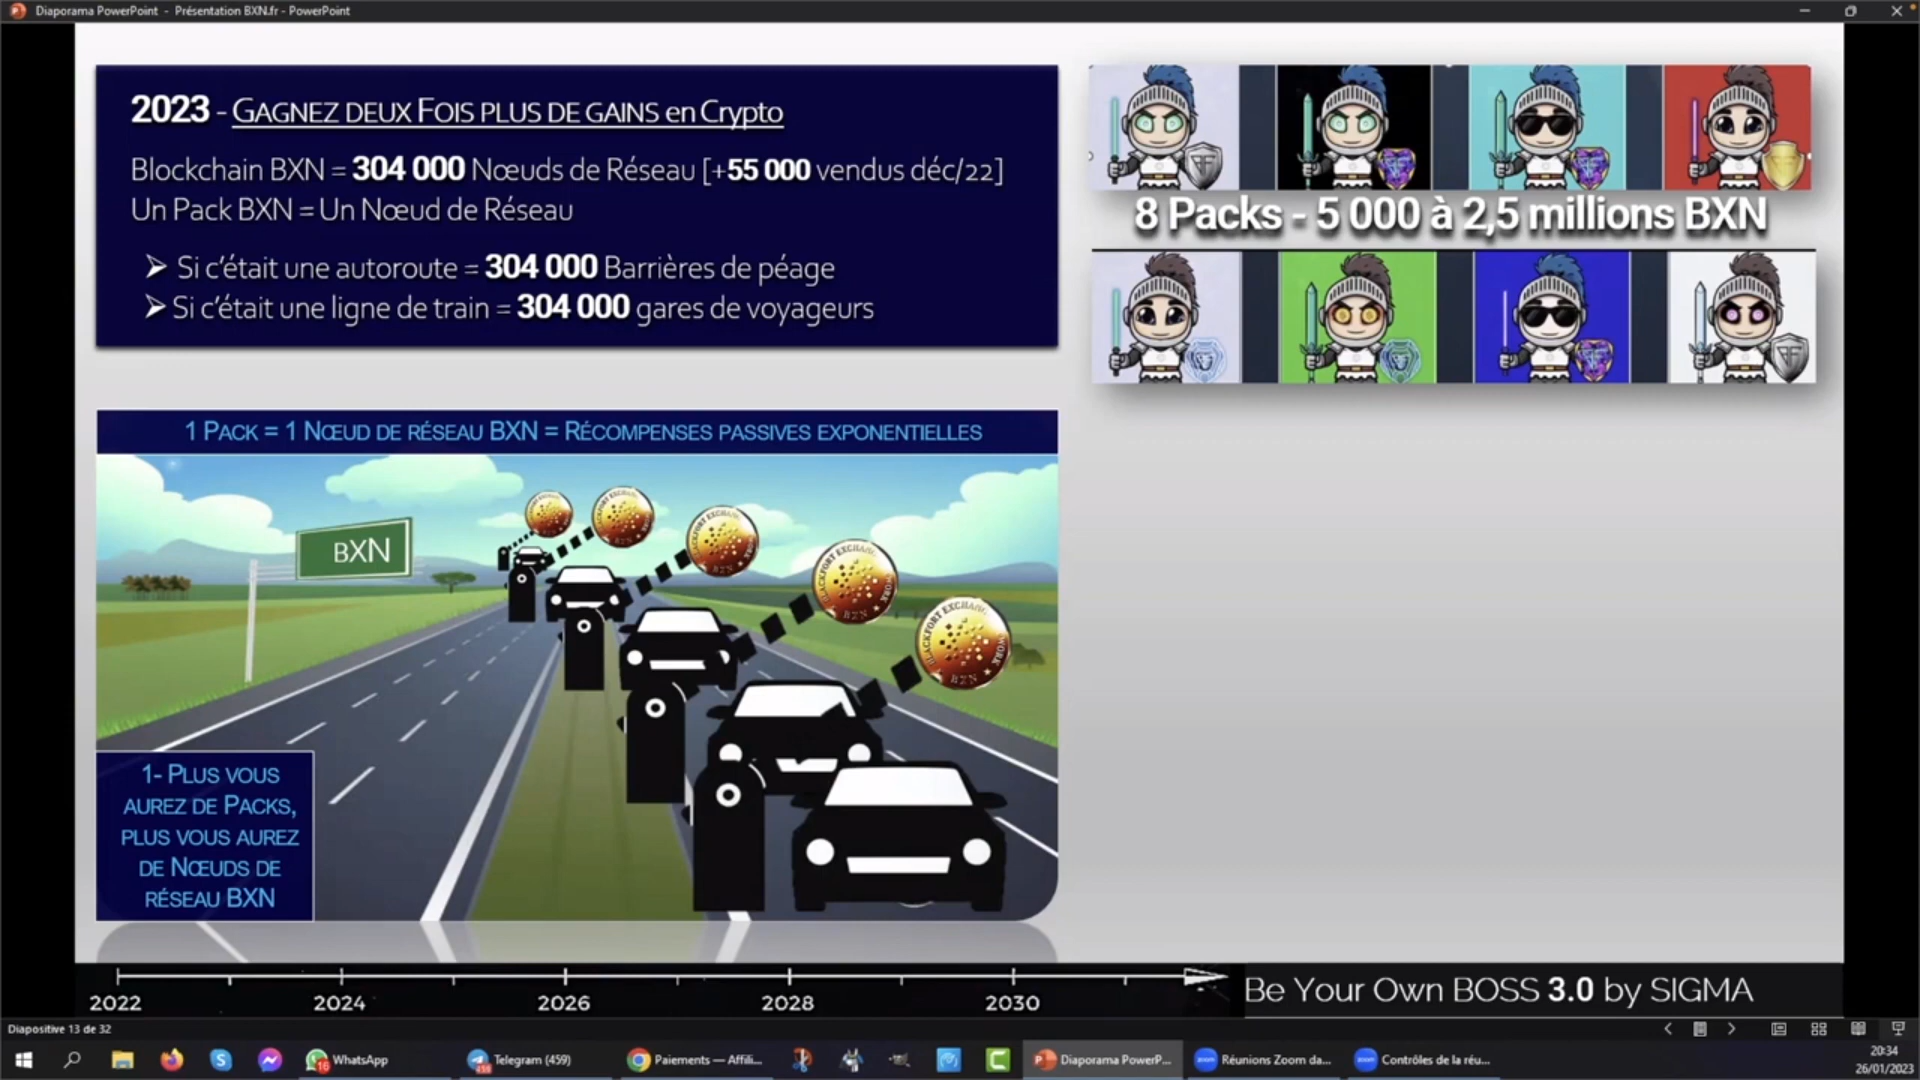 Diaporama PowerPoint - Présentation BXN.fr - PowerPoint
2023 - GAGNEZ DEUX FOIS PLUS DE GAINS en Crypto
Blockchain BXN = 304 000 Nœuds de Réseau [+55 000 vendus déc/22]
Un Pack BXN = Un Nœud de Réseau
➢ Si c'était une autoroute = 304 000 Barrières de péage
➢ Si c'était une ligne de train = 304 000 gares de voyageurs
8 Packs - 5 000 à 2,5 millions BXN
1 PACK = 1 NŒUD DE RÉSEAU BXN = RÉCOMPENSES PASSIVES EXPONENTIELLES
BXN
1- PLUS VOUS
AUREZ DE PACKS,
PLUS VOUS AUREZ
DE NŒUDS DE
RÉSEAU BXN
2022 2024 2026 2028 2030
Be Your Own BOSS 3.0 by SIGMA
Diapositive 13 de 32
16 WhatsApp
Telegram (459)
Paiements — Affili...
Diaporama PowerP...
zoom Réunions Zoom da...
zoom Contrôles de la réu...
20:34
26/01/2023